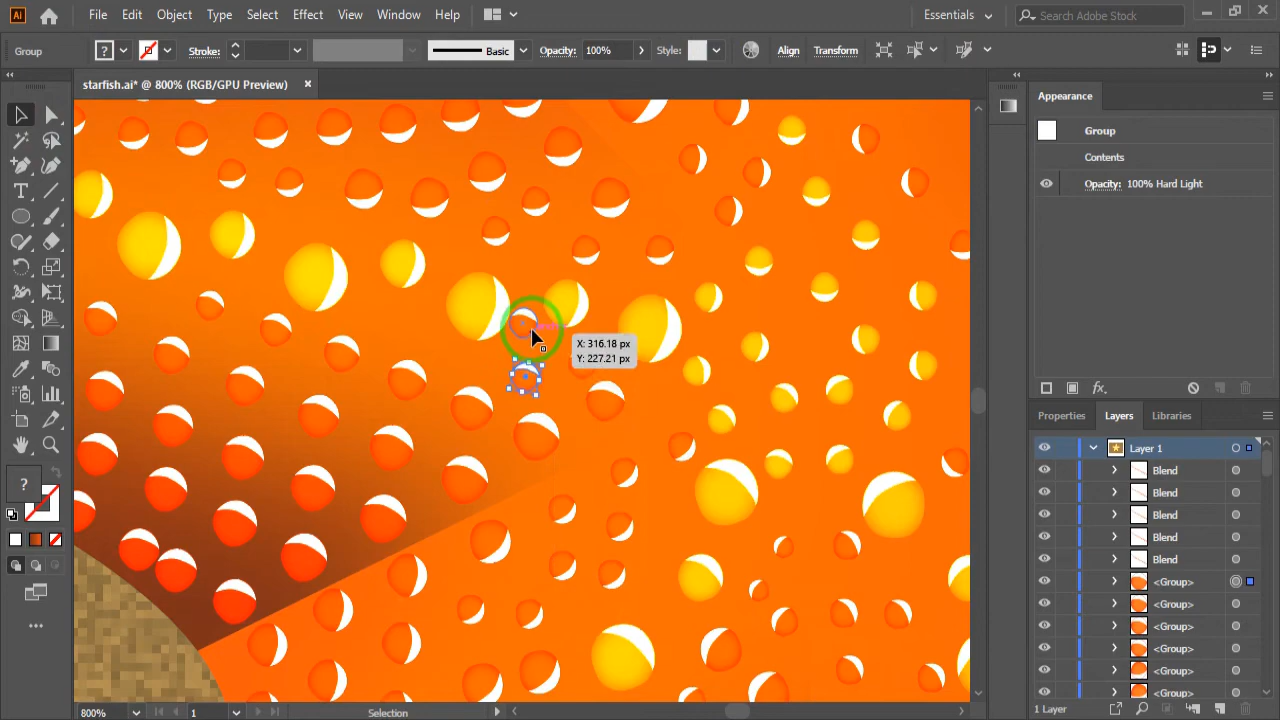 Ai File Edit Object Type Select Effect View Window Help Essentials Search Adobe Stock
Group ? Stroke: Basic Opacity: 100% Style: Align Transform
starfish.ai* @ 800% (RGB/GPU Preview) ×
Appearance
Group
Contents
Opacity: 100% Hard Light
X: 316.18 px
Y: 227.21 px
fx
Properties Layers Libraries
Layer 1
Blend
Blend
Blend
Blend
Blend
<Group>
<Group>
<Group>
<Group>
<Group>
<Group>
?
800% 1 Selection 1 Layer